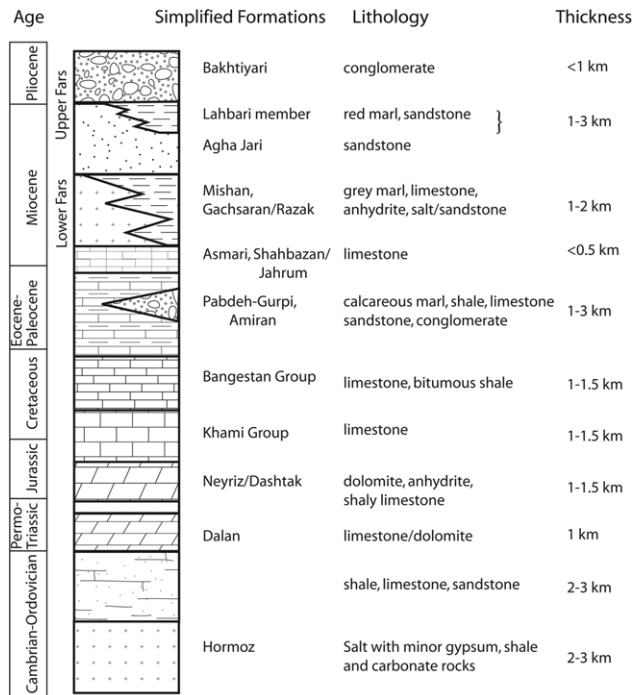 Age Simplified Formations Lithology Thickness
Pliocene
Upper Fars
Bakhtiyari conglomerate <1 km
Miocene
Lahbari member red marl, sandstone } 1-3 km
Agha Jari sandstone
Lower Fars
Mishan, grey marl, limestone,
Gachsaran/Razak anhydrite, salt/sandstone 1-2 km
Asmari, Shahbazan/ limestone <0.5 km
Jahrum
Eocene-
Paleocene
Pabdeh-Gurpi, calcareous marl, shale, limestone 1-3 km
Amiran sandstone, conglomerate
Cretaceous
Bangestan Group limestone, bitumous shale 1-1.5 km
Khami Group limestone 1-1.5 km
Jurassic
Neyriz/Dashtak dolomite, anhydrite, 1-1.5 km
shaly limestone
Permo-
Triassic
Dalan limestone/dolomite 1 km
Cambrian-Ordovician
shale, limestone, sandstone 2-3 km
Hormoz Salt with minor gypsum, shale 2-3 km
and carbonate rocks